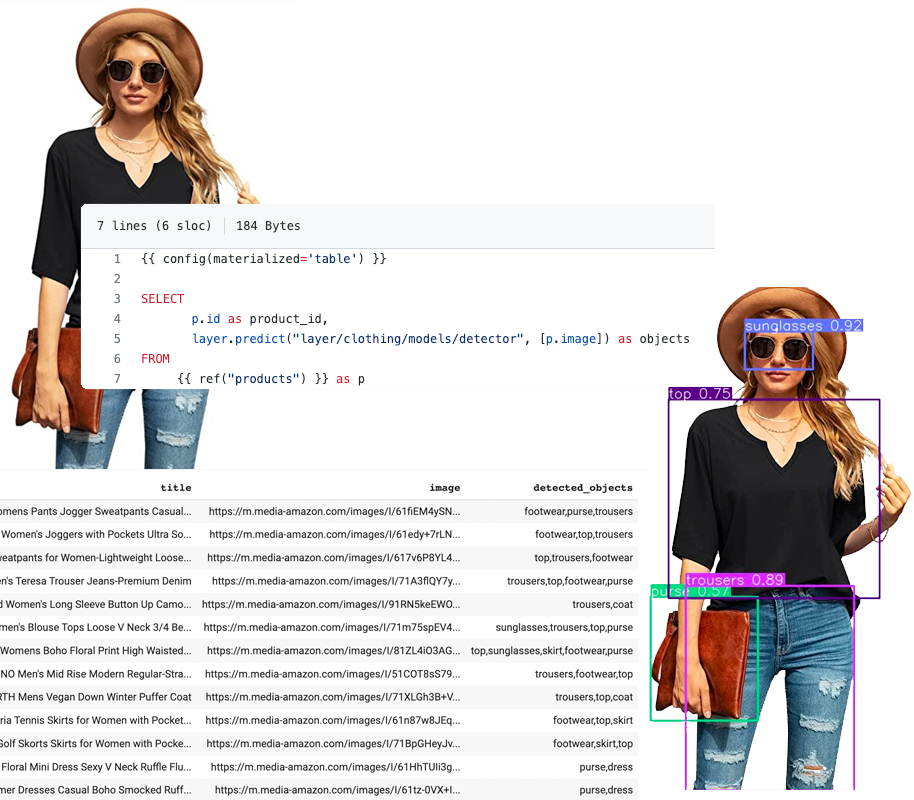 7 lines (6 sloc) 184 Bytes
1 {{ config(materialized='table') }}
2
3 SELECT
4 p.id as product_id,
5 layer.predict("layer/clothing/models/detector", [p.image]) as objects
6 FROM
7 {{ ref("products") }} as p
sunglasses 0.92
top 0.75
trousers 0.89
purse 0.57
title image detected_objects
omens Pants Jogger Sweatpants Casual... https://m.media-amazon.com/images/I/61fiEM4ySN... footwear,purse,trousers
Women's Joggers with Pockets Ultra So... https://m.media-amazon.com/images/I/61edy+7rLN... footwear,top,trousers
weatpants for Women-Lightweight Loose... https://m.media-amazon.com/images/I/617v6P8YL4... top,trousers,footwear
en's Teresa Trouser Jeans-Premium Denim https://m.media-amazon.com/images/I/71A3flQY7y... trousers,top,footwear,purse
d Women's Long Sleeve Button Up Camo... https://m.media-amazon.com/images/I/91RN5keEWO... trousers,coat
men's Blouse Tops Loose V Neck 3/4 Be... https://m.media-amazon.com/images/I/71m75spEV4... sunglasses,trousers,top,purse
Womens Boho Floral Print High Waisted... https://m.media-amazon.com/images/I/81ZL4iO3AG... top,sunglasses,skirt,footwear,purse
NO Men's Mid Rise Modern Regular-Stra... https://m.media-amazon.com/images/I/51COT8sS79... trousers,footwear,top
RTH Mens Vegan Down Winter Puffer Coat https://m.media-amazon.com/images/I/71XLGh3B+V... trousers,top,coat
ria Tennis Skirts for Women with Pocket... https://m.media-amazon.com/images/I/61n87w8JEq... footwear,top,skirt
Golf Skorts Skirts for Women with Pocke... https://m.media-amazon.com/images/I/71BpGHeyJv... footwear,skirt,top
Floral Mini Dress Sexy V Neck Ruffle Flu... https://m.media-amazon.com/images/I/61HhTUIi3g... purse,dress
mer Dresses Casual Boho Smocked Ruff... https://m.media-amazon.com/images/I/61tz-0VX+I... purse,dress